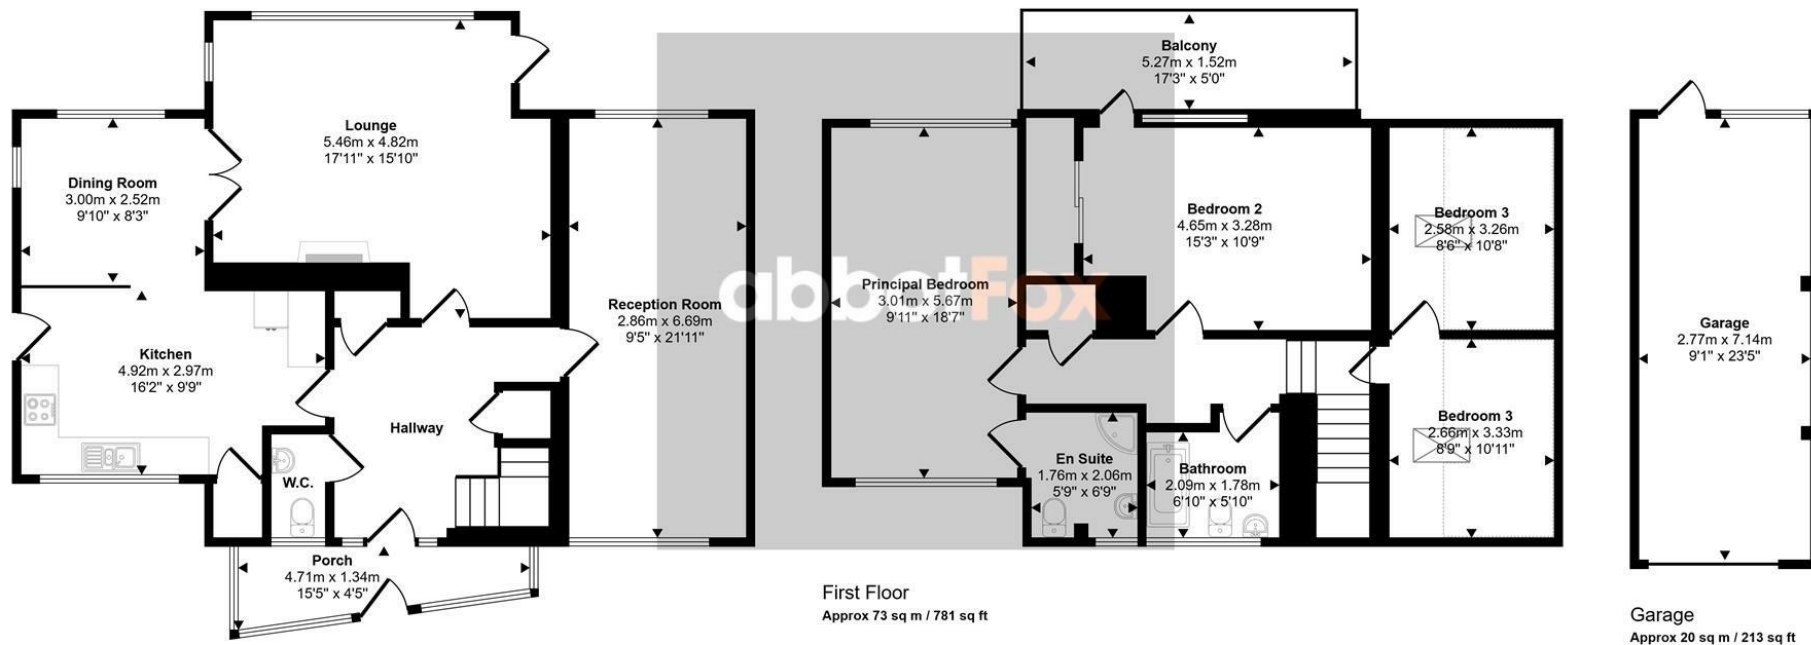 Lounge
5.46m x 4.82m
17'11" x 15'10"
Dining Room
3.00m x 2.52m
9'10" x 8'3"
Kitchen
4.92m x 2.97m
16'2" x 9'9"
Hallway
W.C.
Porch
4.71m x 1.34m
15'5" x 4'5"
Reception Room
2.86m x 6.69m
9'5" x 21'11"
abbotFox
Balcony
5.27m x 1.52m
17'3" x 5'0"
Principal Bedroom
3.01m x 5.67m
9'11" x 18'7"
Bedroom 2
4.65m x 3.28m
15'3" x 10'9"
Bedroom 3
2.58m x 3.26m
8'6" x 10'8"
Bedroom 3
2.66m x 3.33m
8'9" x 10'11"
En Suite
1.76m x 2.06m
5'9" x 6'9"
Bathroom
2.09m x 1.78m
6'10" x 5'10"
First Floor
Approx 73 sq m / 781 sq ft
Garage
2.77m x 7.14m
9'1" x 23'5"
Garage
Approx 20 sq m / 213 sq ft